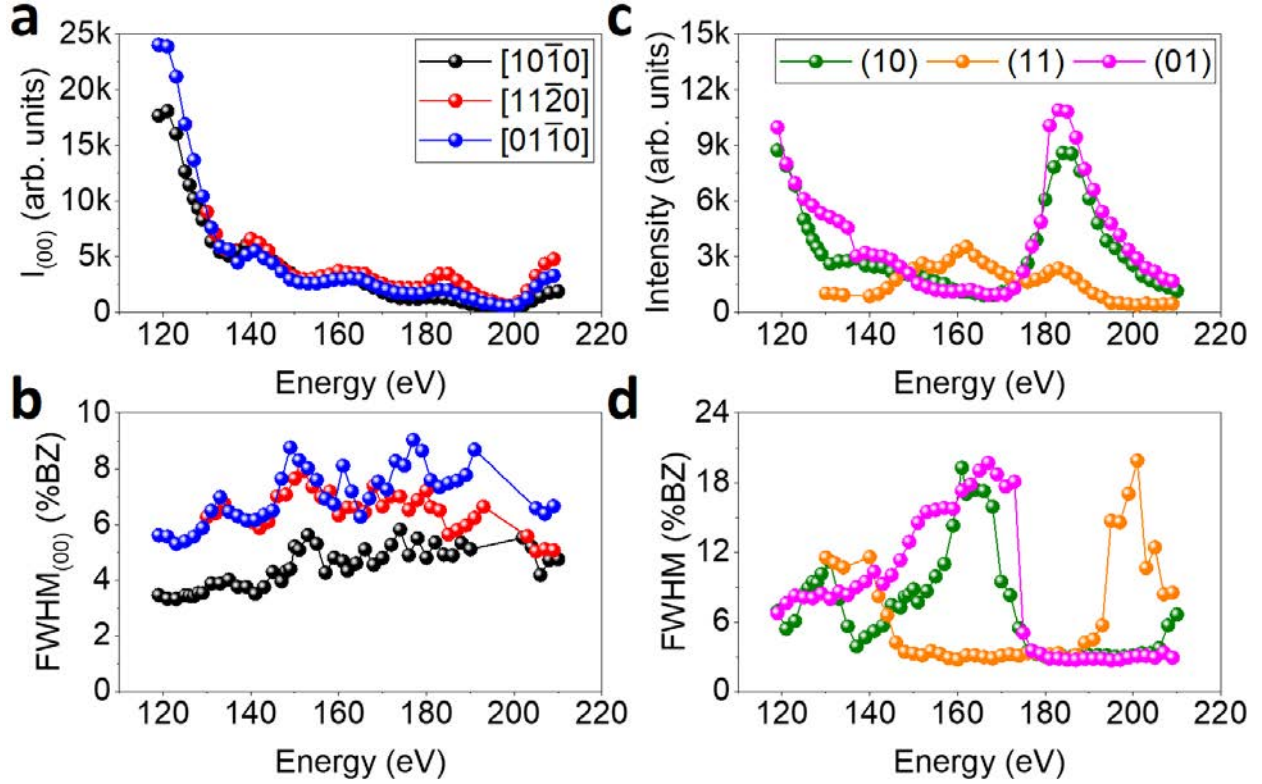 a
25k
20k
15k
10k
5k
0
I(00) (arb. units)
[101̄0]
[112̄0]
[011̄0]
120 140 160 180 200 220
Energy (eV)
c
15k
12k
9k
6k
3k
0
Intensity (arb. units)
(10) (11) (01)
120 140 160 180 200 220
Energy (eV)
b
10
8
6
4
2
0
FWHM(00) (%BZ)
120 140 160 180 200 220
Energy (eV)
d
24
18
12
6
0
FWHM (%BZ)
120 140 160 180 200 220
Energy (eV)